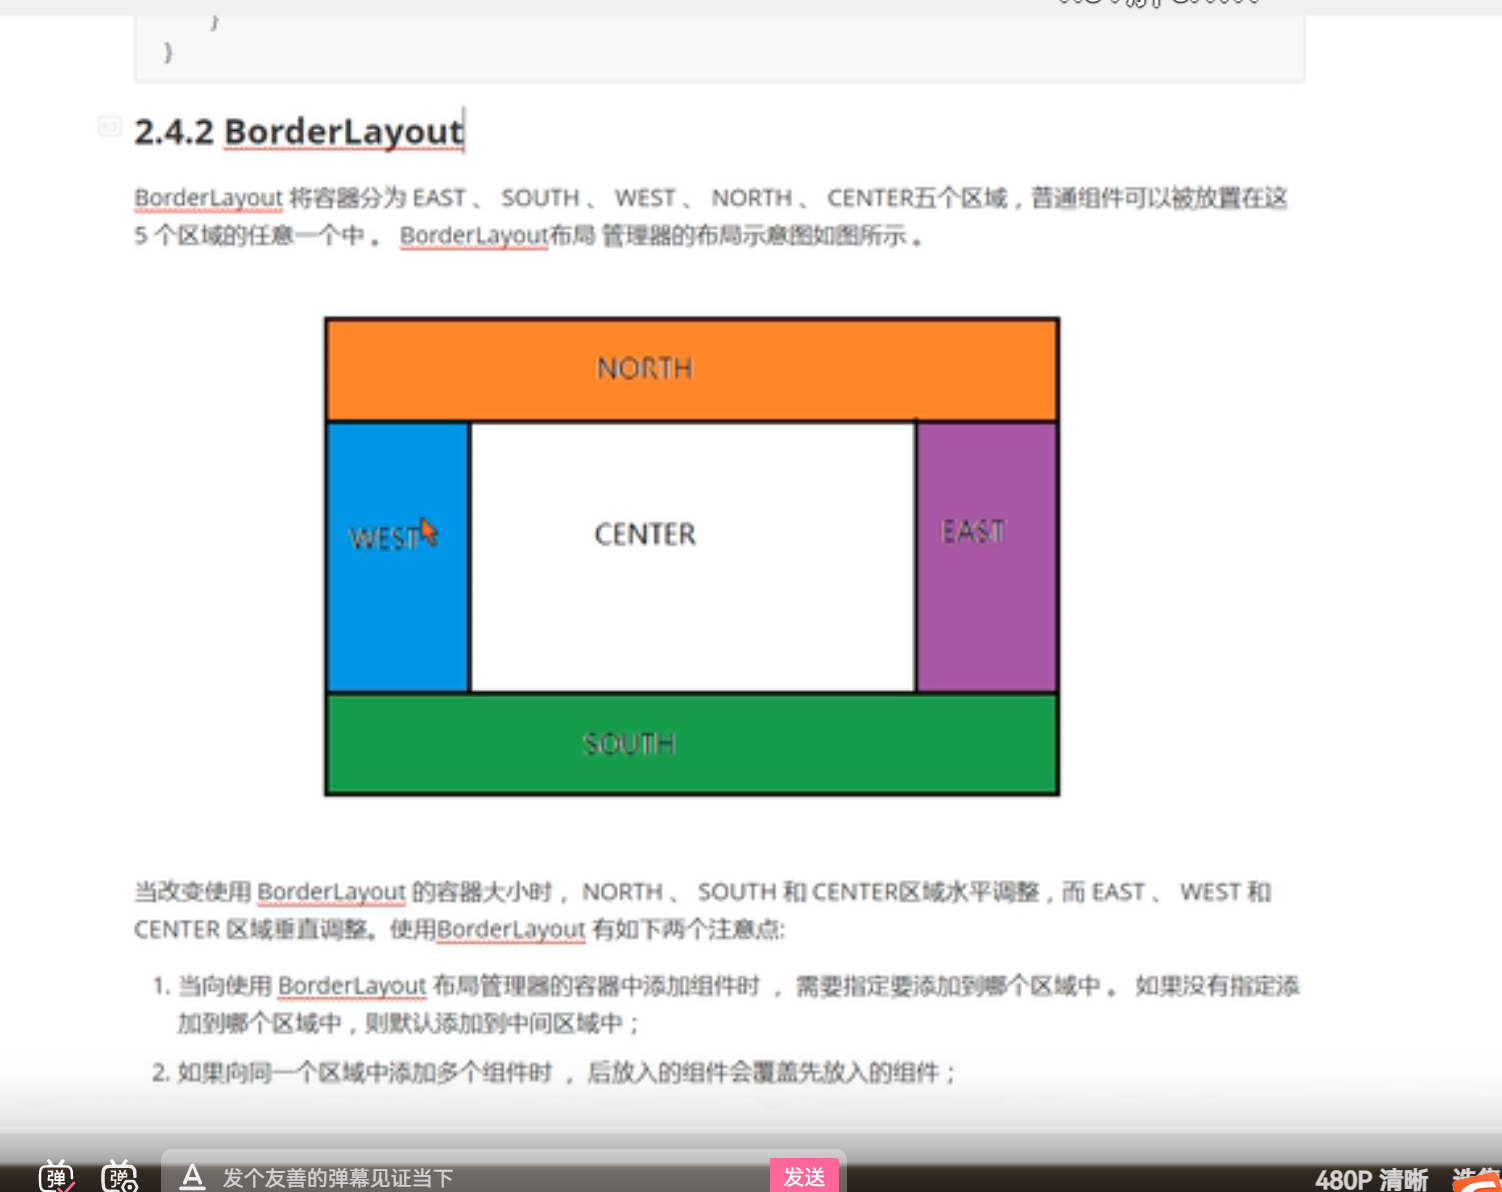 }
}
2.4.2 BorderLayout
BorderLayout 将容器分为 EAST 、 SOUTH 、 WEST 、 NORTH 、 CENTER五个区域，普通组件可以被放置在这
5 个区域的任意一个中 。 BorderLayout布局 管理器的布局示意图如图所示 。
NORTH
WEST
CENTER
EAST
SOUTH
当改变使用 BorderLayout 的容器大小时， NORTH 、 SOUTH 和 CENTER区域水平调整，而 EAST 、 WEST 和
CENTER 区域垂直调整。使用BorderLayout 有如下两个注意点:
1. 当向使用 BorderLayout 布局管理器的容器中添加组件时 ， 需要指定要添加到哪个区域中 。 如果没有指定添
加到哪个区域中，则默认添加到中间区域中；
2. 如果向同一个区域中添加多个组件时 ， 后放入的组件会覆盖先放入的组件；
弹 弹 A 发个友善的弹幕见证当下 发送 480P 清晰